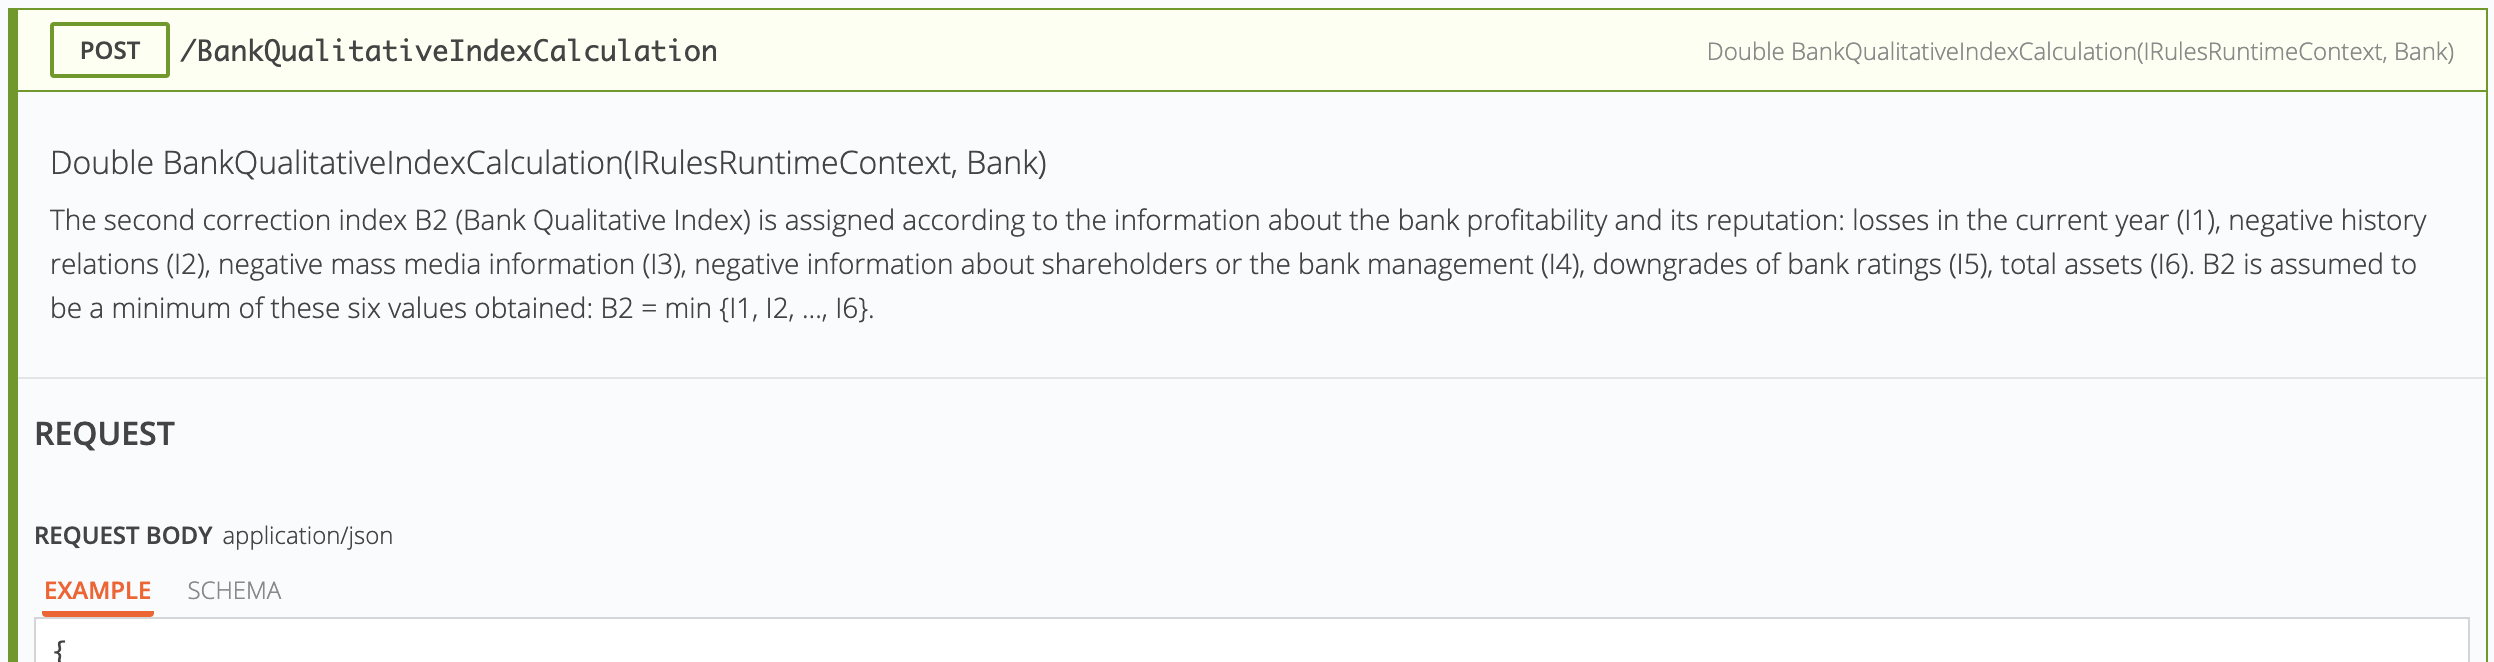 POST /BankQualitativeIndexCalculation Double BankQualitativeIndexCalculation(IRulesRuntimeContext, Bank)
Double BankQualitativeIndexCalculation(IRulesRuntimeContext, Bank)
The second correction index B2 (Bank Qualitative Index) is assigned according to the information about the bank profitability and its reputation: losses in the current year (I1), negative history
relations (I2), negative mass media information (I3), negative information about shareholders or the bank management (I4), downgrades of bank ratings (I5), total assets (I6). B2 is assumed to
be a minimum of these six values obtained: B2 = min {I1, I2, ..., I6}.
REQUEST
REQUEST BODY application/json
EXAMPLE SCHEMA
{